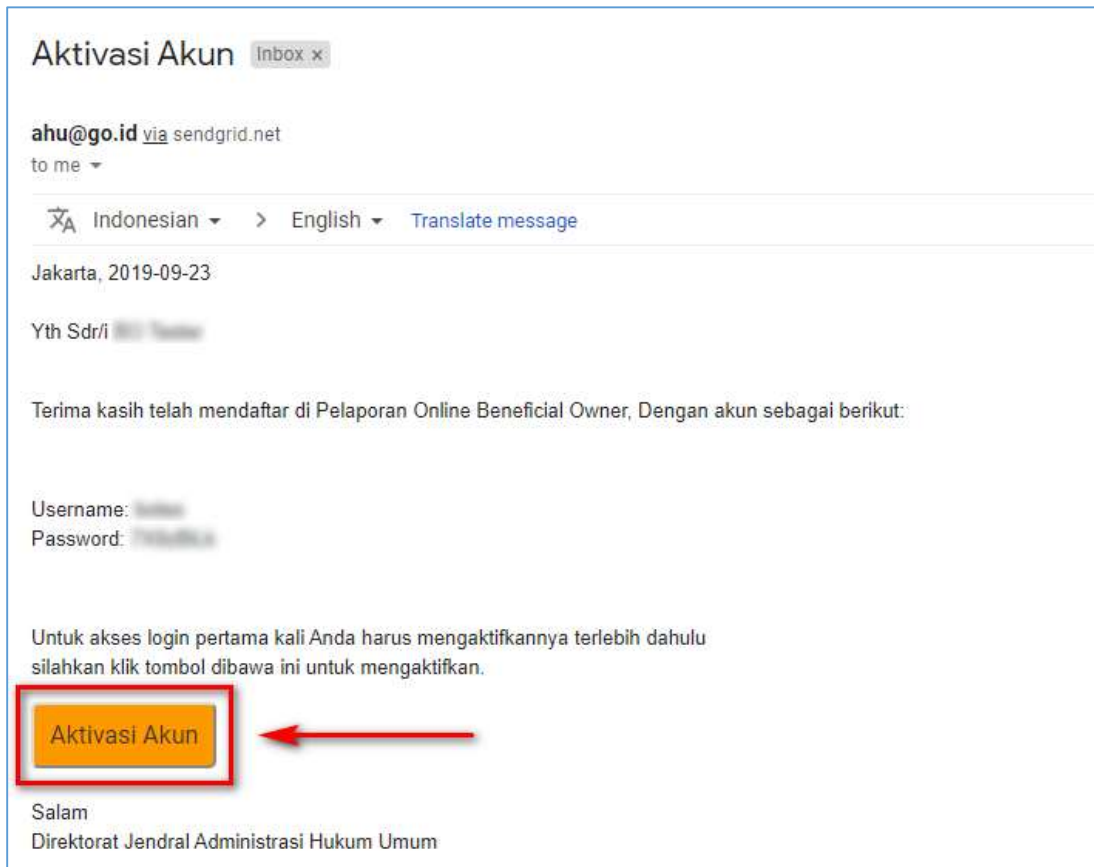 Aktivasi Akun Inbox x
ahu@go.id via sendgrid.net
to me
Indonesian > English Translate message
Jakarta, 2019-09-23
Yth Sdr/i
Terima kasih telah mendaftar di Pelaporan Online Beneficial Owner, Dengan akun sebagai berikut:
Username:
Password:
Untuk akses login pertama kali Anda harus mengaktifkannya terlebih dahulu
silahkan klik tombol dibawa ini untuk mengaktifkan.
Aktivasi Akun
Salam
Direktorat Jendral Administrasi Hukum Umum